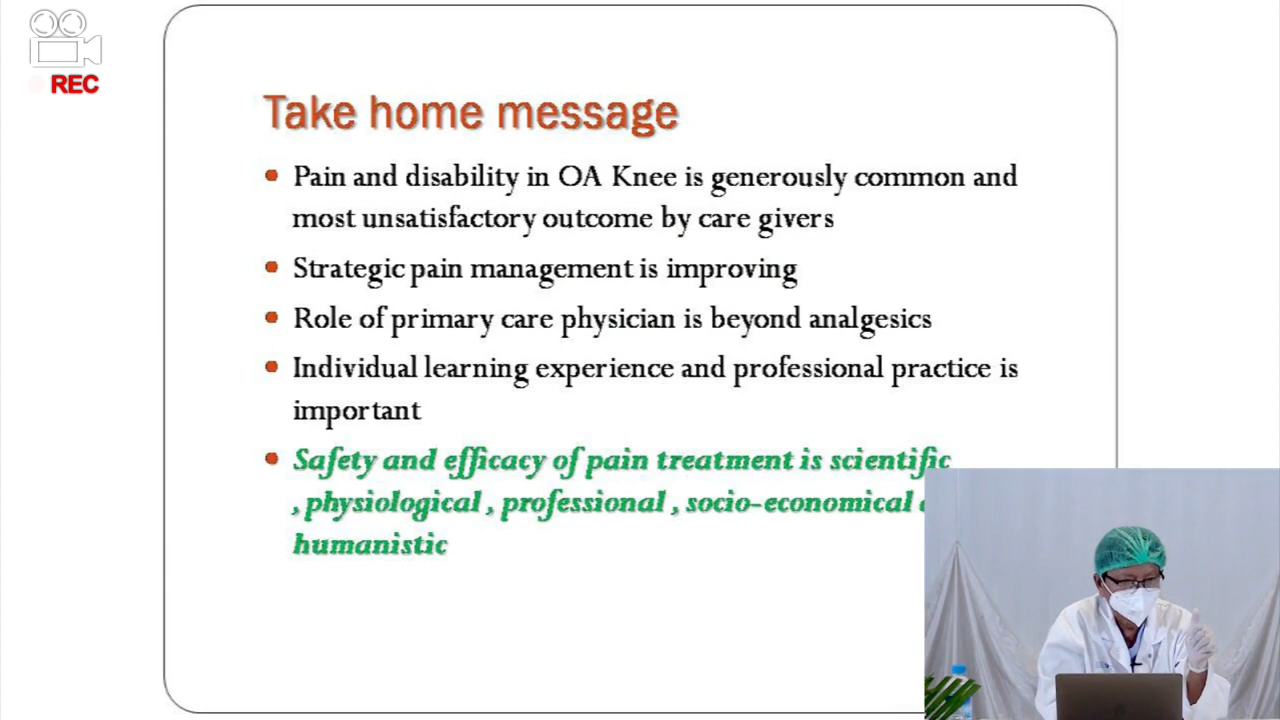 REC
Take home message
• Pain and disability in OA Knee is generously common and
most unsatisfactory outcome by care givers
• Strategic pain management is improving
• Role of primary care physician is beyond analgesics
• Individual learning experience and professional practice is
important
• Safety and efficacy of pain treatment is scientific
, physiological , professional , socio-economical
humanistic